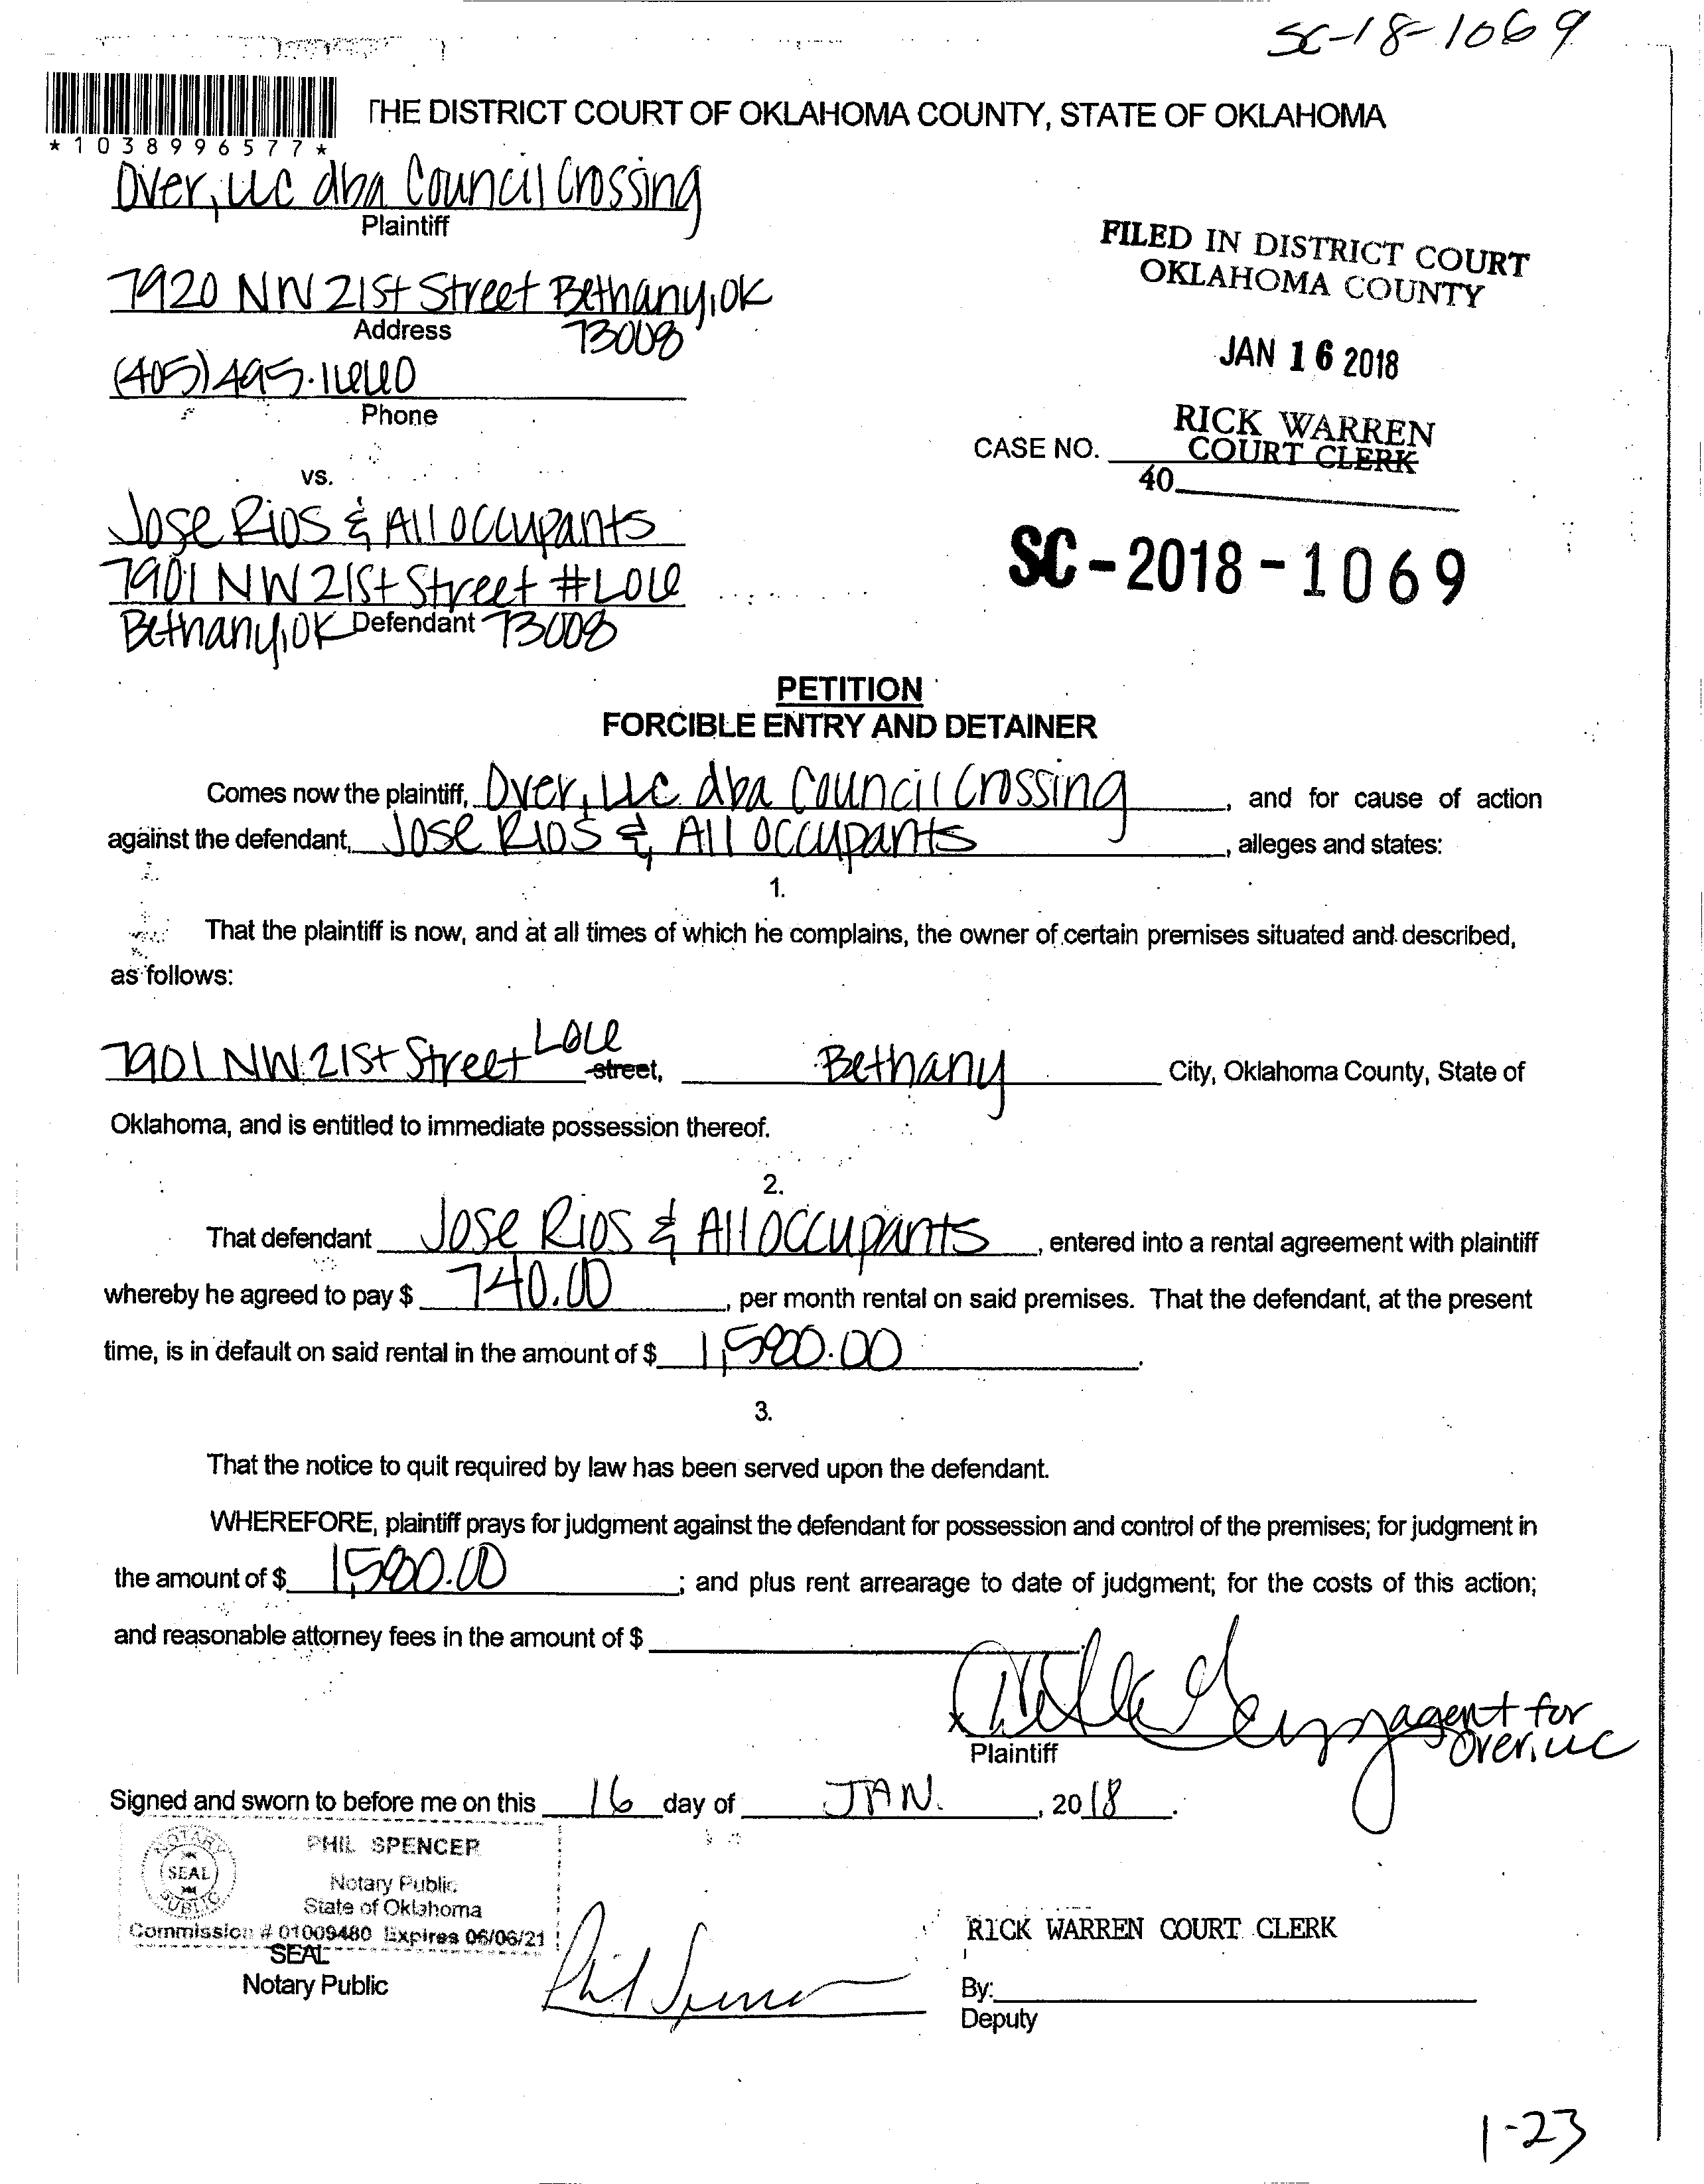 SC-18-1069
THE DISTRICT COURT OF OKLAHOMA COUNTY, STATE OF OKLAHOMA
*1038996577*
Over, LLC dba Council Crossing
Plaintiff
FILED IN DISTRICT COURT
OKLAHOMA COUNTY
7920 NW 21st Street Bethany, OK
Address 73008
JAN 16 2018
(405) 495.1660
Phone
RICK WARREN
COURT CLERK
CASE NO.
40
vs.
Jose Rios & All Occupants
7901 NW 21st Street #L06
Bethany, OK Defendant 73008
SC-2018-1069
PETITION
FORCIBLE ENTRY AND DETAINER
Comes now the plaintiff, Over, LLC dba Council Crossing, and for cause of action
against the defendant, Jose Rios & All Occupants, alleges and states:
1.
That the plaintiff is now, and at all times of which he complains, the owner of certain premises situated and described,
as follows:
7901 NW 21st Street L06 street, Bethany City, Oklahoma County, State of
Oklahoma, and is entitled to immediate possession thereof.
2.
That defendant Jose Rios & All Occupants, entered into a rental agreement with plaintiff
whereby he agreed to pay $ 740.00, per month rental on said premises. That the defendant, at the present
time, is in default on said rental in the amount of $
3.
That the notice to quit required by law has been served upon the defendant.
WHEREFORE, plaintiff prays for judgment against the defendant for possession and control of the premises; for judgment in
the amount of $ ; and plus rent arrearage to date of judgment; for the costs of this action;
and reasonable attorney fees in the amount of $
x agent for
Over, LLC
Plaintiff
Signed and sworn to before me on this 16 day of JAN., 2018.
NOTARY PUBLIC
SEAL
PHIL SPENCER
Notary Public
State of Oklahoma
Commission # 01009480 Expires 06/06/21
SEAL
Notary Public
Phil Spencer
RICK WARREN COURT CLERK
By:
Deputy
1-23